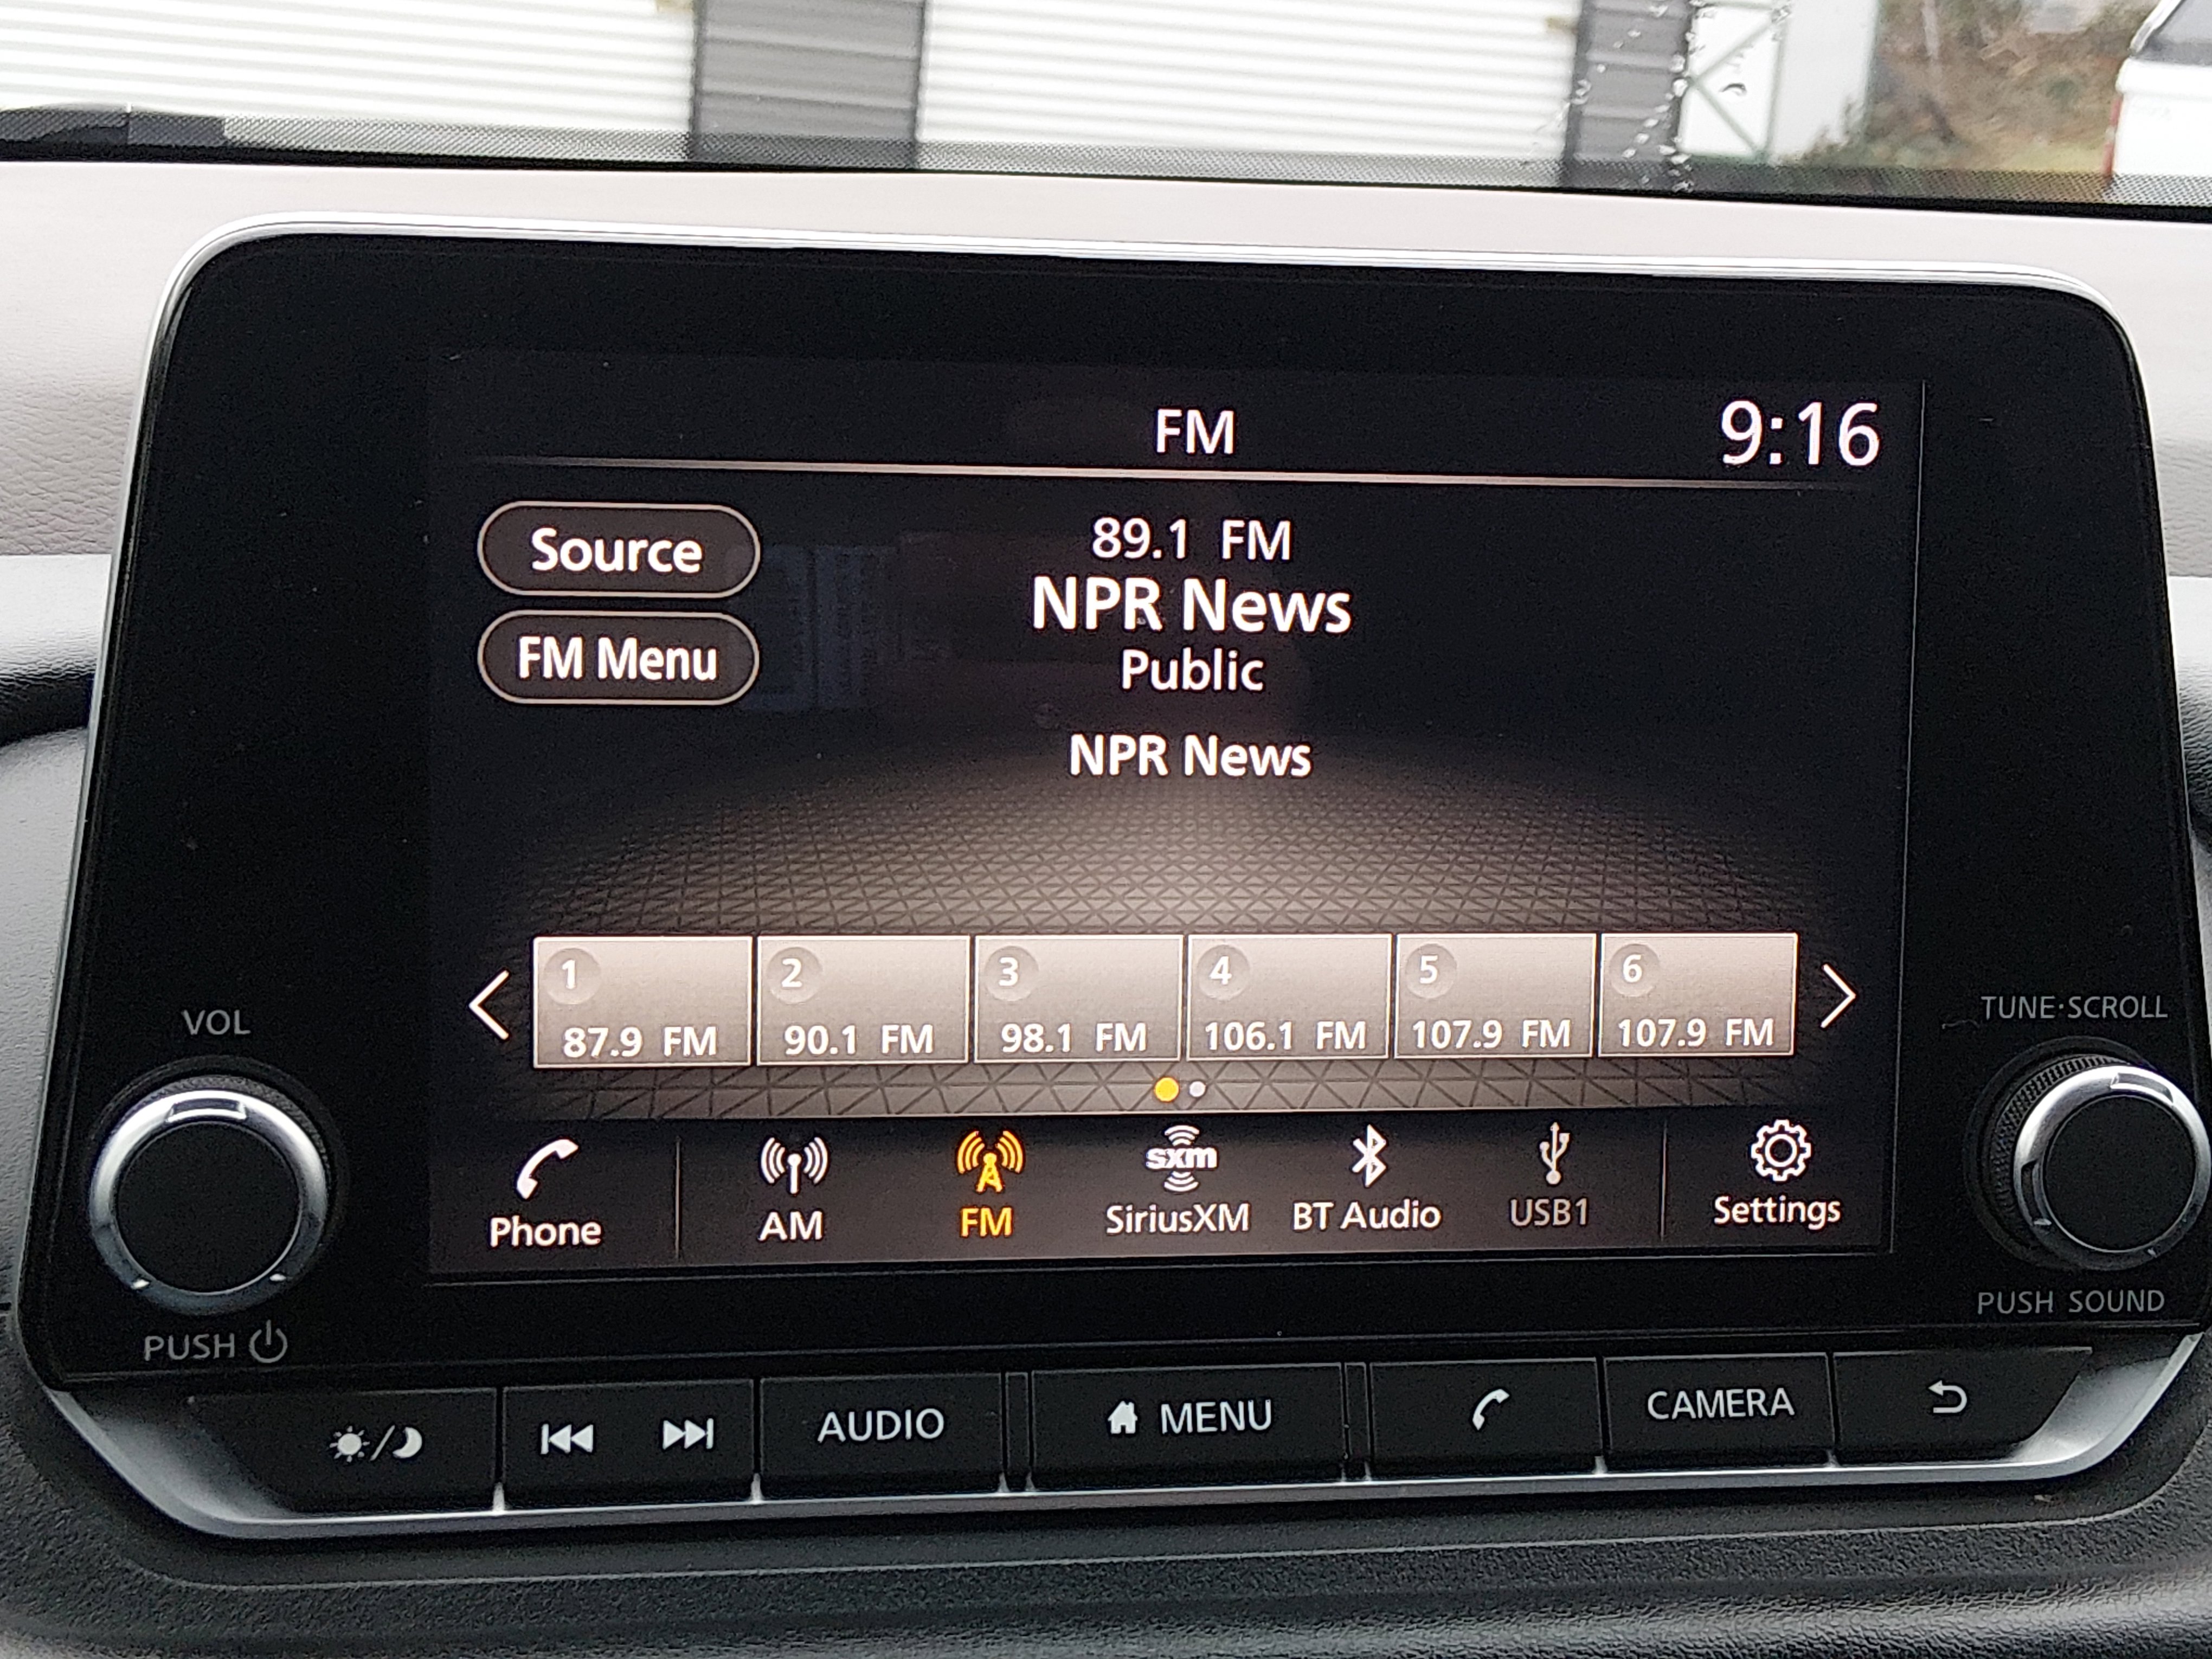 FM
9:16
Source
FM Menu
89.1 FM
NPR News
Public
NPR News
1
87.9 FM
2
90.1 FM
3
98.1 FM
4
106.1 FM
5
107.9 FM
6
107.9 FM
Phone
AM
FM
sxm
SiriusXM
BT Audio
USB1
Settings
VOL
PUSH
TUNE·SCROLL
PUSH SOUND
AUDIO
MENU
CAMERA